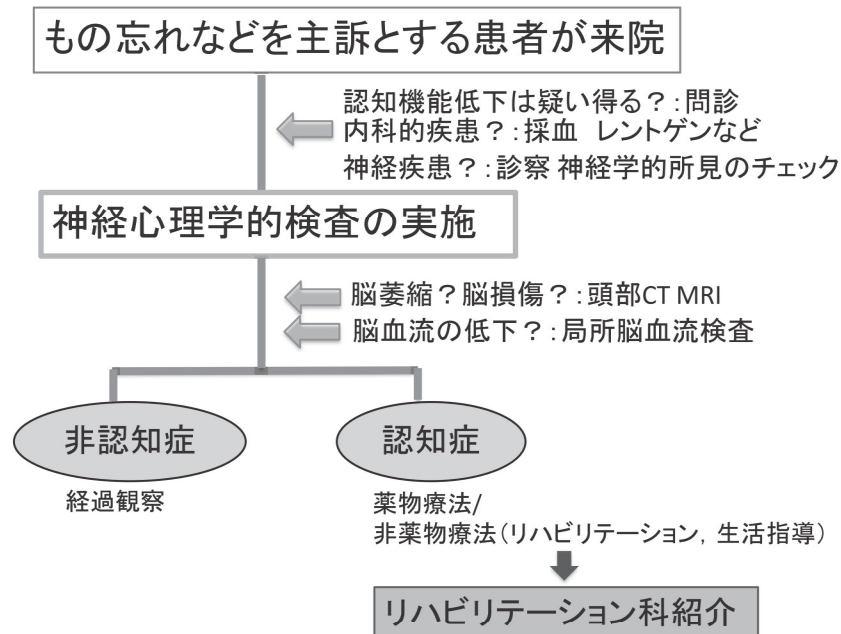 もの忘れなどを主訴とする患者が来院
認知機能低下は疑い得る？：問診
内科的疾患？：採血　レントゲンなど
神経疾患？：診察 神経学的所見のチェック
神経心理学的検査の実施
脳萎縮？脳損傷？：頭部CT MRI
脳血流の低下？：局所脳血流検査
非認知症
認知症
経過観察
薬物療法/
非薬物療法（リハビリテーション，生活指導）
リハビリテーション科紹介